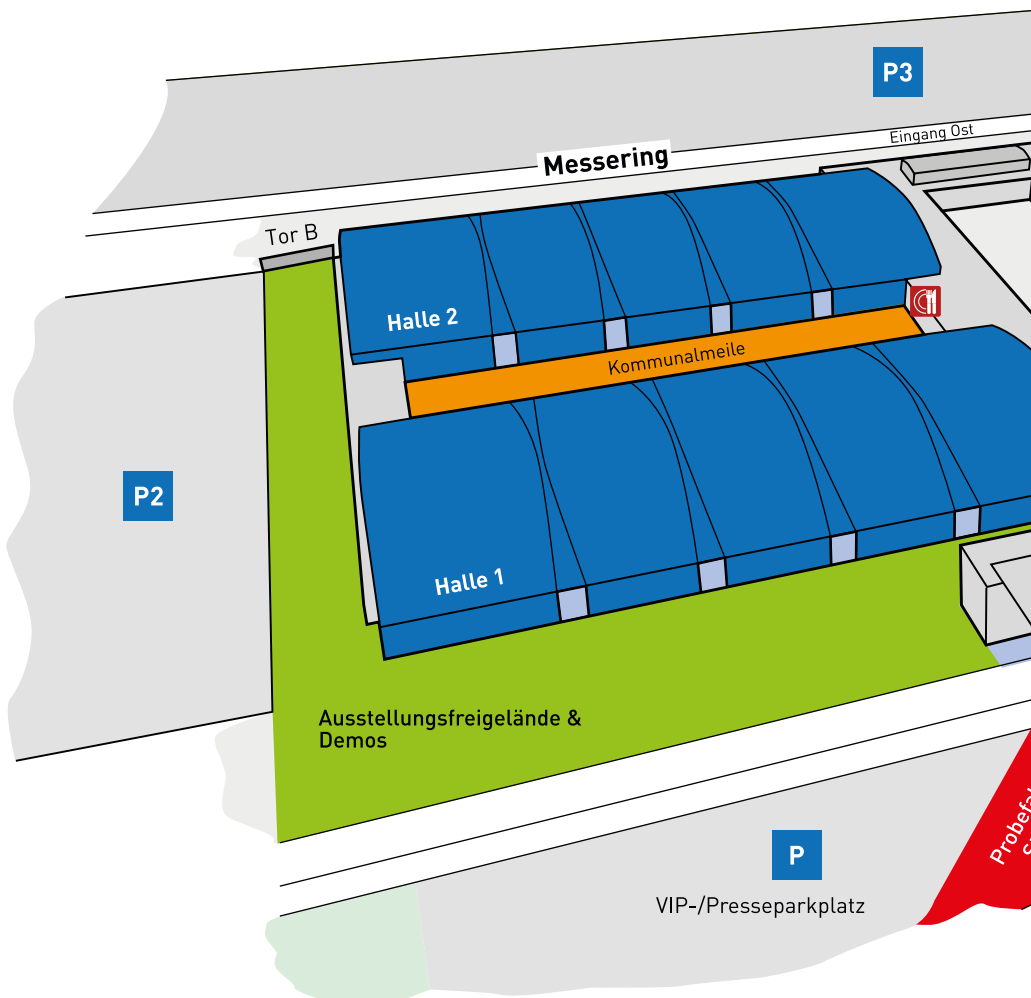 P3
Eingang Ost
Messering
Tor B
Halle 2
Kommunalmeile
P2
Halle 1
Ausstellungsfreigelände &
Demos
P
VIP-/Presseparkplatz